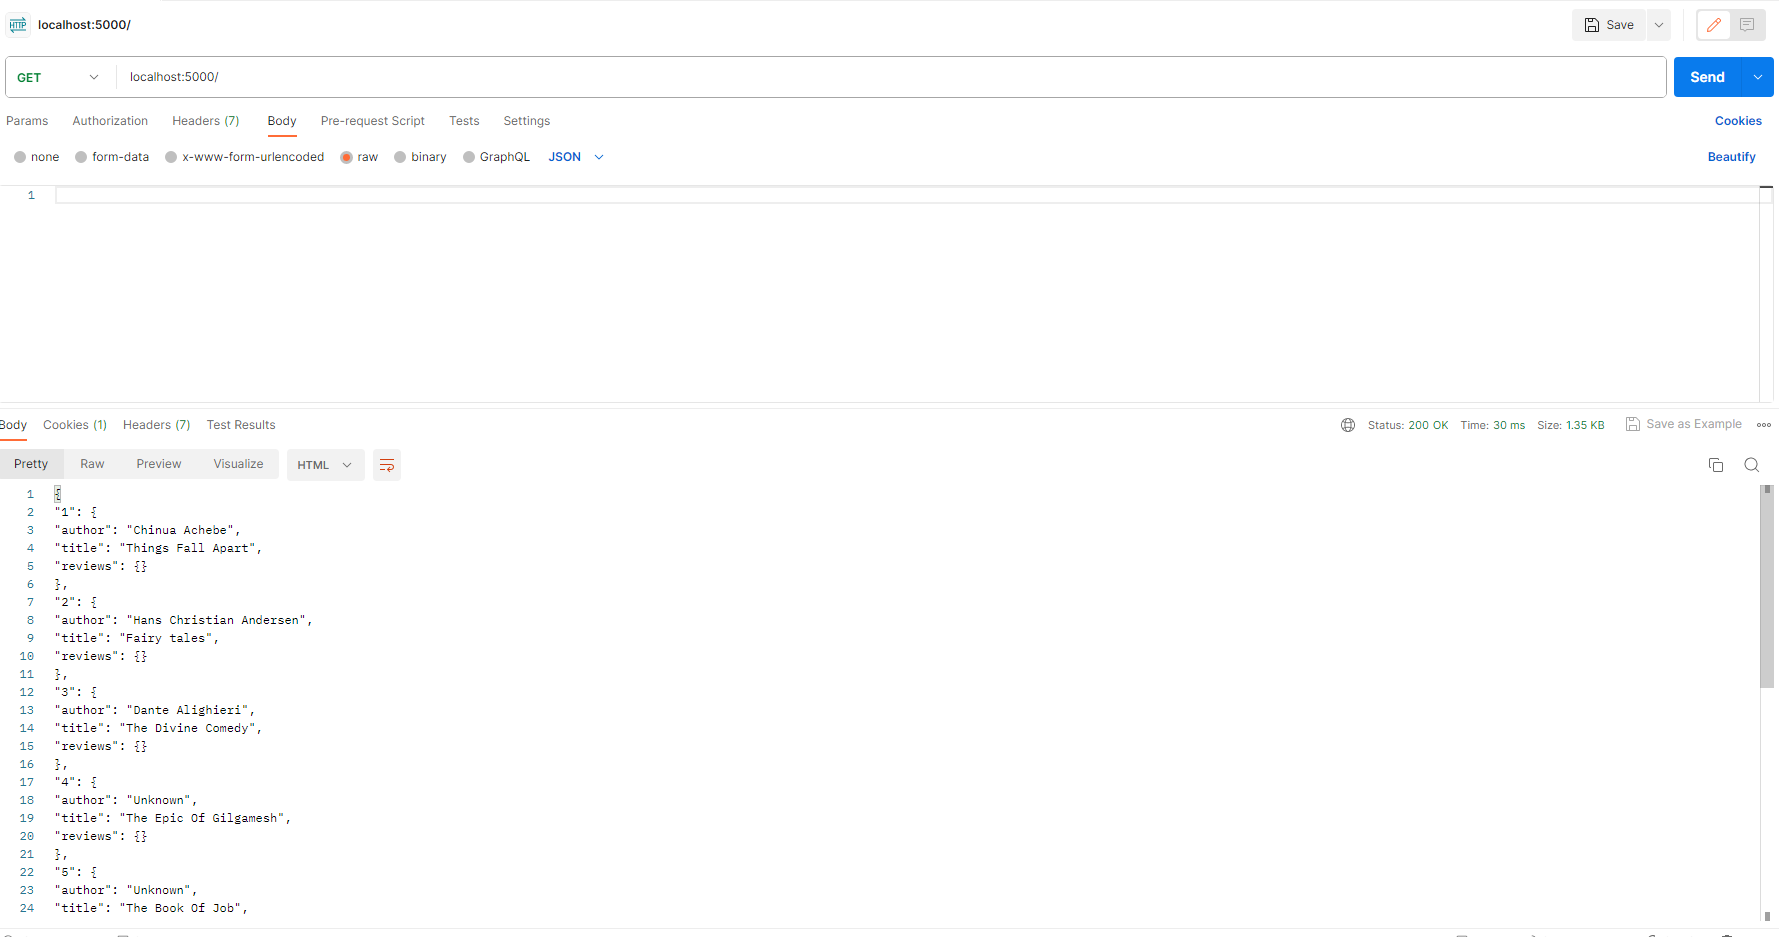 HTTP localhost:5000/ Save
GET localhost:5000/ Send
Params Authorization Headers (7) Body Pre-request Script Tests Settings Cookies
none form-data x-www-form-urlencoded raw binary GraphQL JSON Beautify
1
Body Cookies (1) Headers (7) Test Results Status: 200 OK Time: 30 ms Size: 1.35 KB Save as Example
Pretty Raw Preview Visualize HTML
1 {
2 "1": {
3 "author": "Chinua Achebe",
4 "title": "Things Fall Apart",
5 "reviews": {}
6 },
7 "2": {
8 "author": "Hans Christian Andersen",
9 "title": "Fairy tales",
10 "reviews": {}
11 },
12 "3": {
13 "author": "Dante Alighieri",
14 "title": "The Divine Comedy",
15 "reviews": {}
16 },
17 "4": {
18 "author": "Unknown",
19 "title": "The Epic Of Gilgamesh",
20 "reviews": {}
21 },
22 "5": {
23 "author": "Unknown",
24 "title": "The Book Of Job",